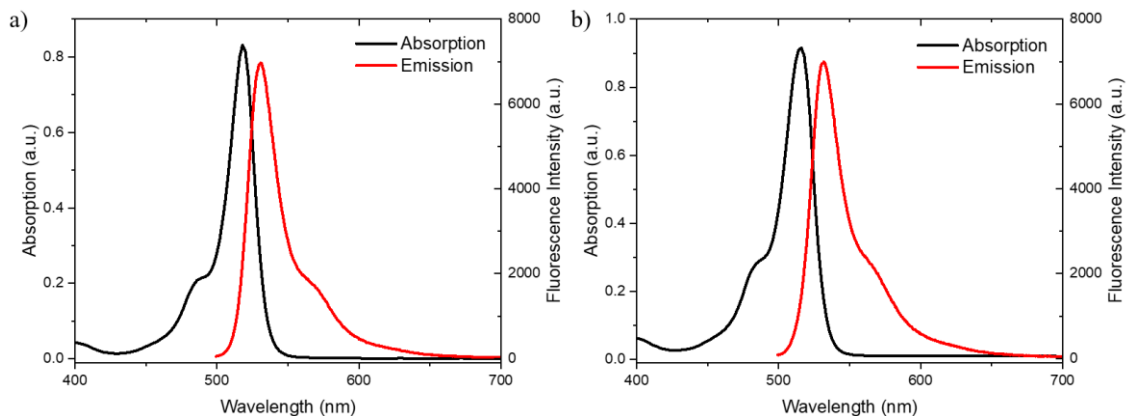 a)
Absorption
Emission
Absorption (a.u.)
0.8
0.6
0.4
0.2
0.0
8000
6000
4000
2000
0
Fluorescence Intensity (a.u.)
400 500 600 700
Wavelength (nm)
b)
Absorption
Emission
Absorption (a.u.)
1.0
0.8
0.6
0.4
0.2
0.0
8000
6000
4000
2000
0
Fluorescence Intensity (a.u.)
400 500 600 700
Wavelength (nm)